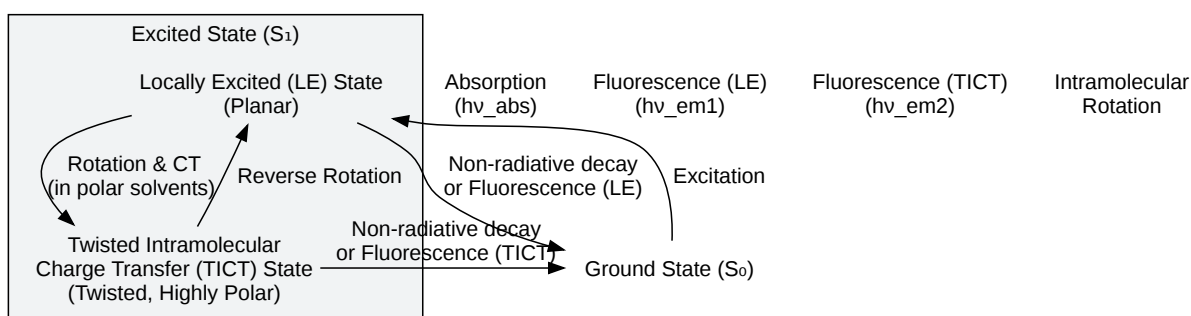 Excited State (S₁)
Locally Excited (LE) State
(Planar)
Absorption
(hν_abs)
Fluorescence (LE)
(hν_em1)
Fluorescence (TICT)
(hν_em2)
Intramolecular
Rotation
Rotation & CT
(in polar solvents)
Reverse Rotation
Non-radiative decay
or Fluorescence (LE)
Excitation
Non-radiative decay
or Fluorescence (TICT)
Twisted Intramolecular
Charge Transfer (TICT) State
(Twisted, Highly Polar)
Ground State (S₀)